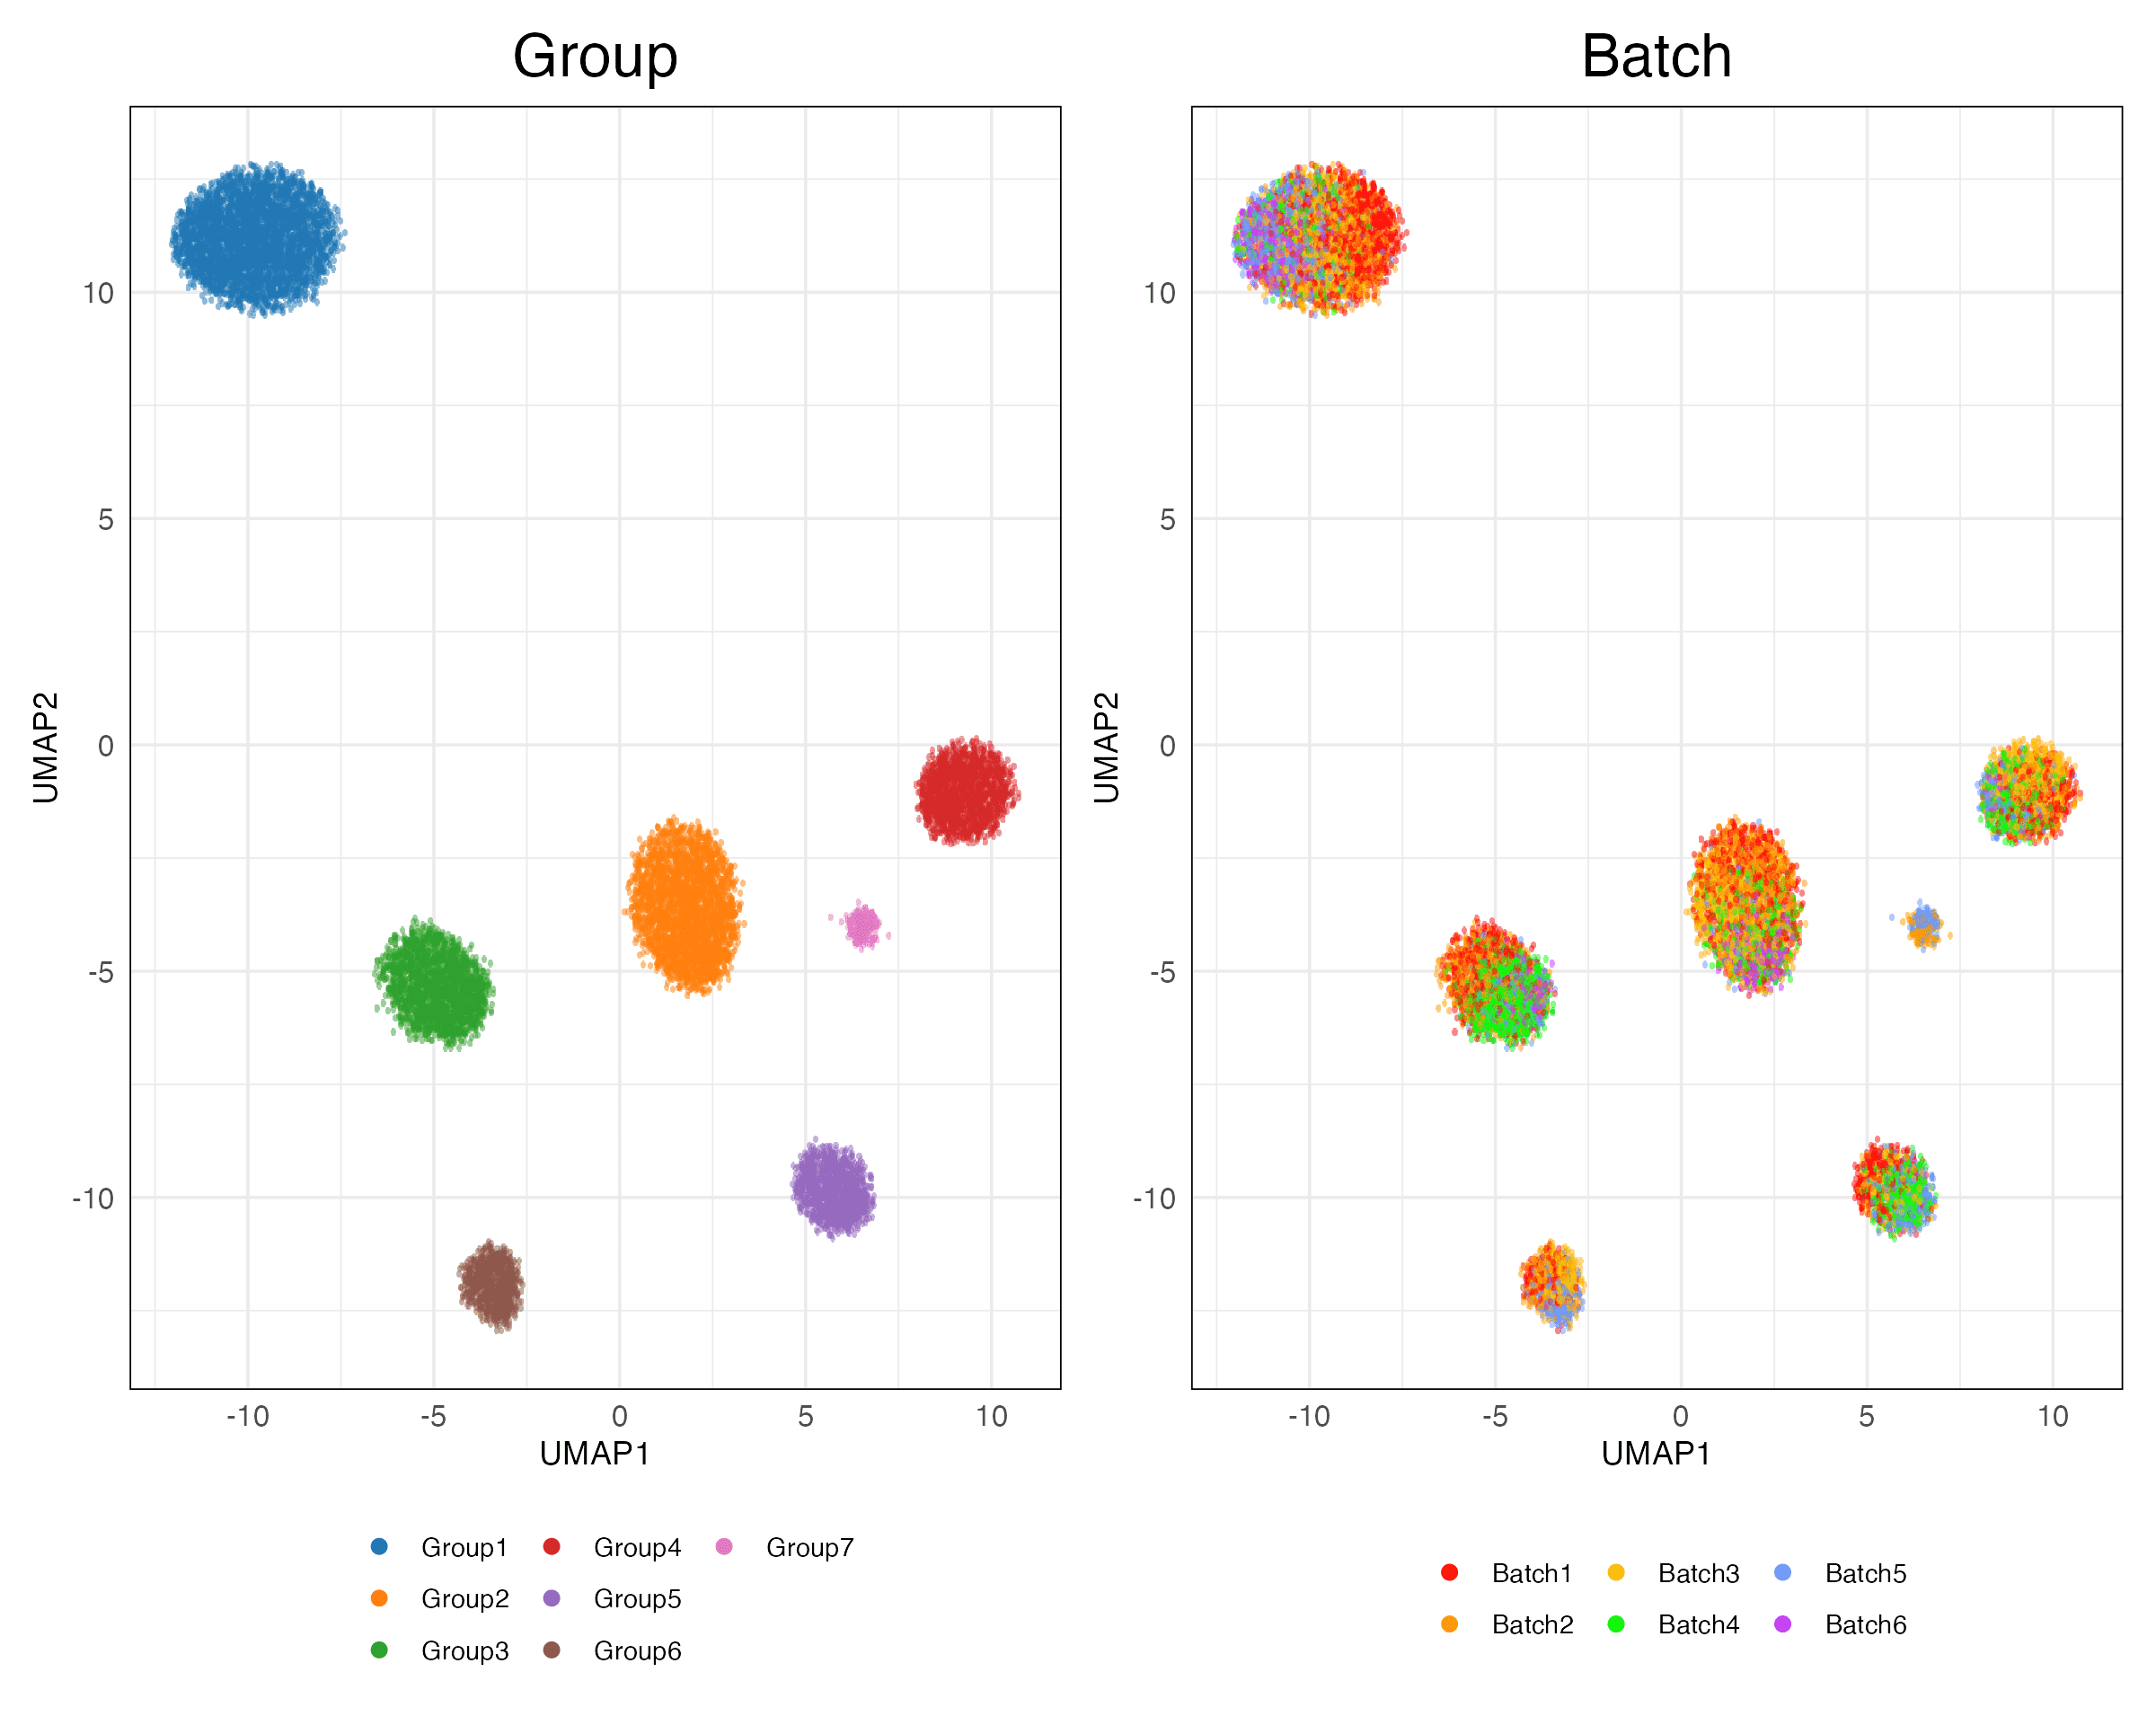 Group
Batch
10
5
0
-5
-10
UMAP2
-10 -5 0 5 10
UMAP1
10
5
0
-5
-10
UMAP2
-10 -5 0 5 10
UMAP1
Group1 Group4 Group7
Group2 Group5
Group3 Group6
Batch1 Batch3 Batch5
Batch2 Batch4 Batch6